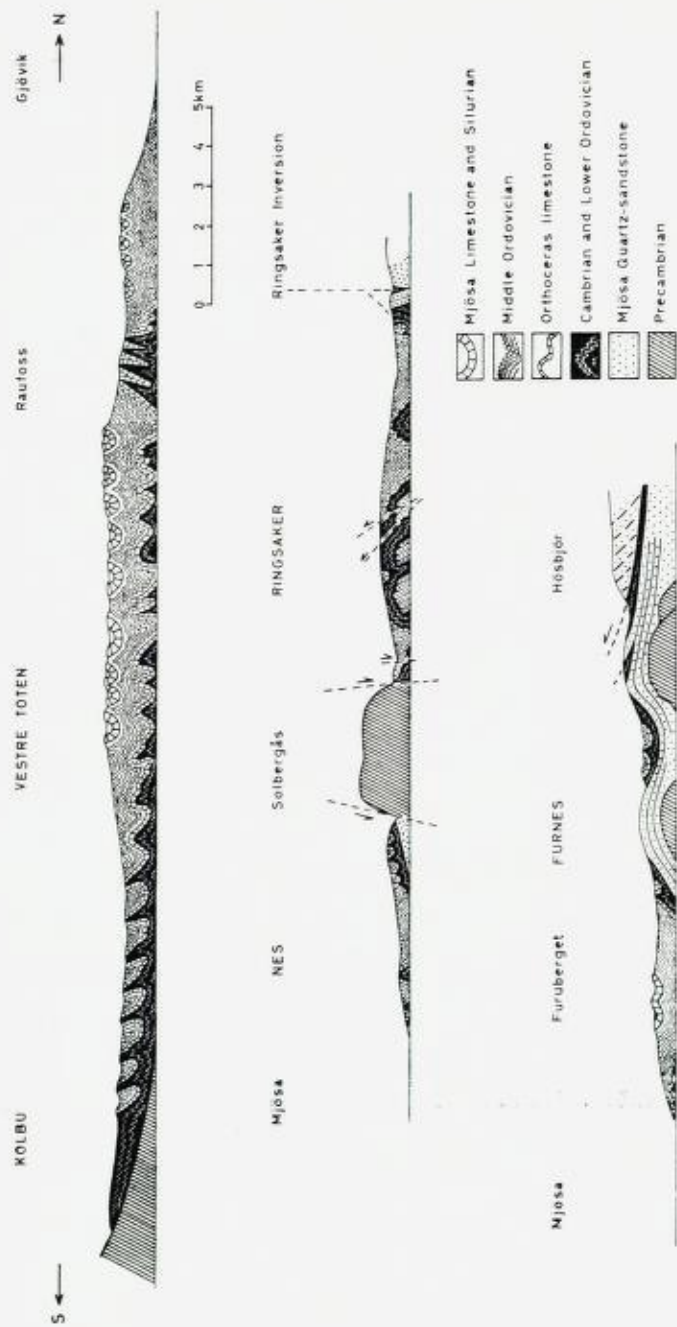 S N
KOLBU VESTRE TOTEN Raufoss Gjövik
0 1 2 3 4 5km
Mjösa NES Solbergås RINGSAKER Ringsaker Inversion
Mjösa Furuberget FURNES Hösbjör
Mjösa Limestone and Silurian
Middle Ordovician
Orthoceras limestone
Cambrian and Lower Ordovician
Mjösa Quartz-sandstone
Precambrian